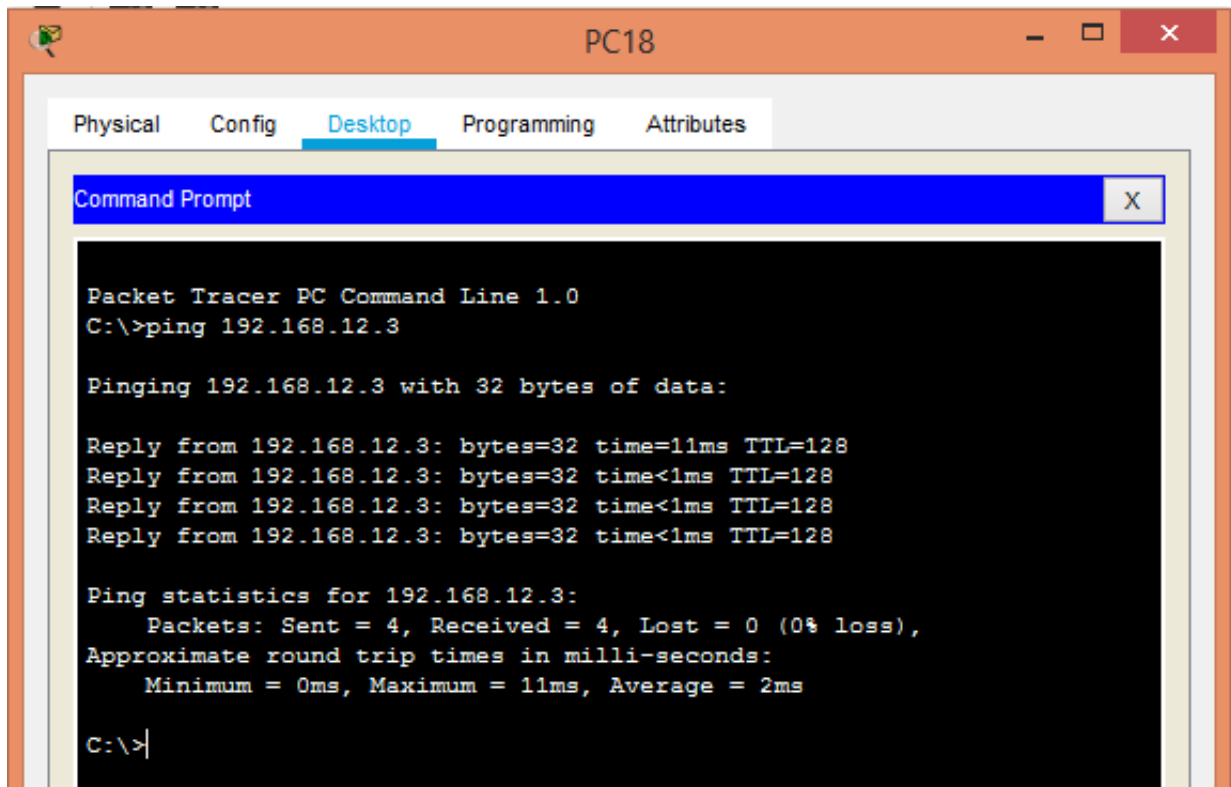 PC18
Physical Config Desktop Programming Attributes
Command Prompt X
Packet Tracer PC Command Line 1.0
C:\>ping 192.168.12.3
Pinging 192.168.12.3 with 32 bytes of data:
Reply from 192.168.12.3: bytes=32 time=11ms TTL=128
Reply from 192.168.12.3: bytes=32 time<1ms TTL=128
Reply from 192.168.12.3: bytes=32 time<1ms TTL=128
Reply from 192.168.12.3: bytes=32 time<1ms TTL=128
Ping statistics for 192.168.12.3:
Packets: Sent = 4, Received = 4, Lost = 0 (0% loss),
Approximate round trip times in milli-seconds:
Minimum = 0ms, Maximum = 11ms, Average = 2ms
C:\>